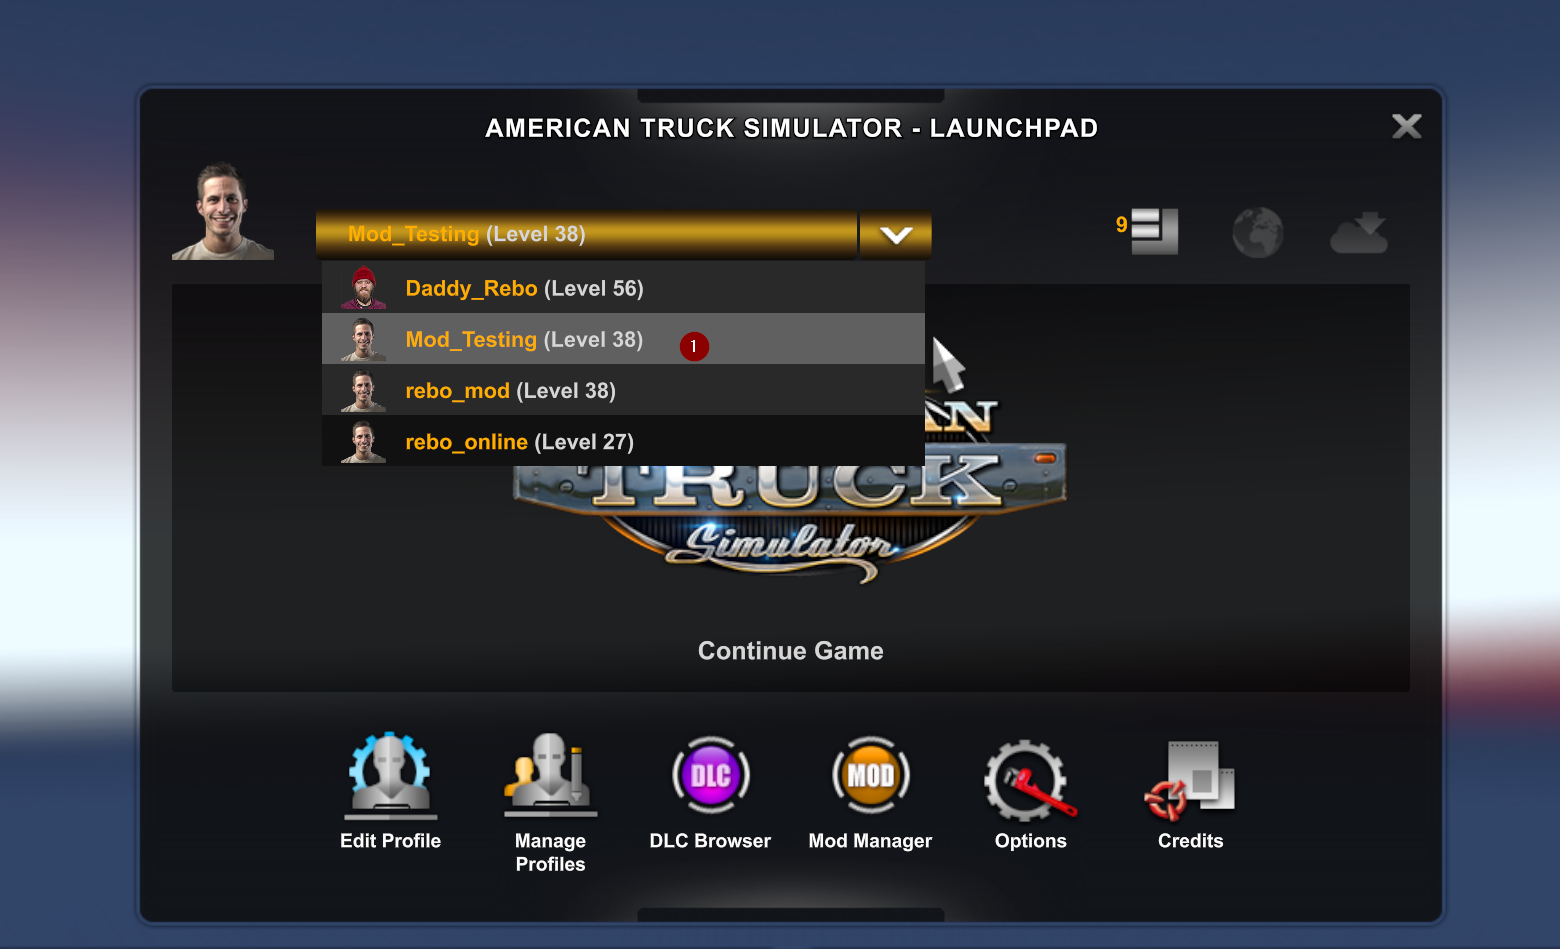 AMERICAN TRUCK SIMULATOR - LAUNCHPAD
Mod_Testing (Level 38)
9
Daddy_Rebo (Level 56)
Mod_Testing (Level 38)
1
rebo_mod (Level 38)
rebo_online (Level 27)
AN
TRUCK
Simulator
Continue Game
DLC
MOD
Edit Profile
Manage
Profiles
DLC Browser
Mod Manager
Options
Credits